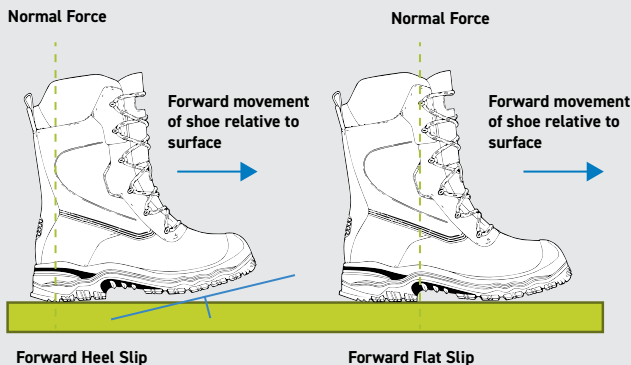 Normal Force
Normal Force
Forward movement
of shoe relative to
surface
Forward movement
of shoe relative to
surface
Forward Heel Slip
Forward Flat Slip